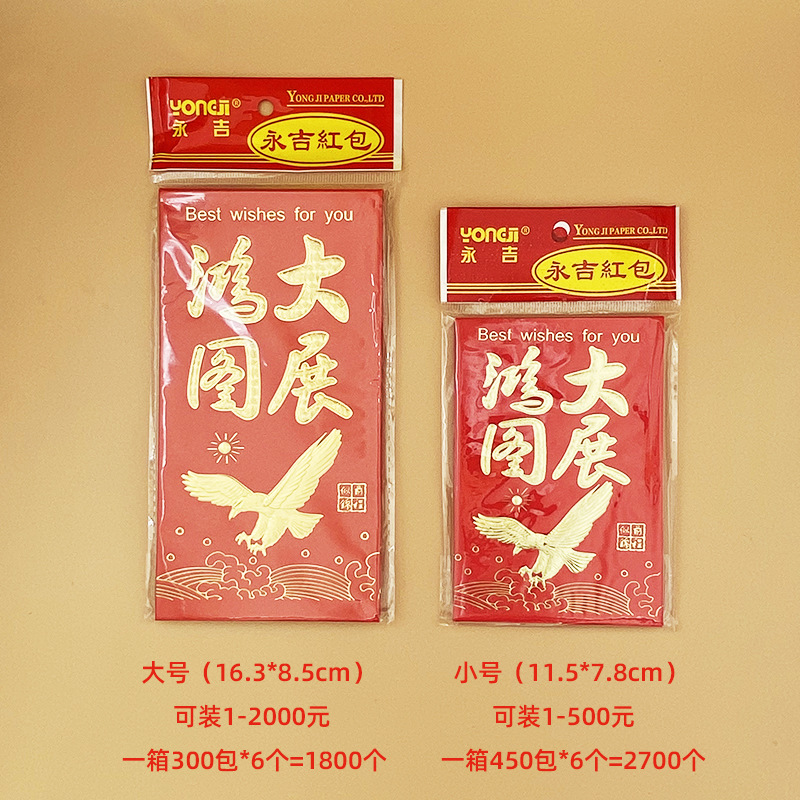 YONGJI®
永吉
YONG JI PAPER CO.,LTD
永吉紅包
Best wishes for you
大展
鸿图
YONGJI®
永吉
YONG JI PAPER CO.,LTD
永吉紅包
Best wishes for you
大展
鸿图
大号（16.3*8.5cm）
可装1-2000元
一箱300包*6个=1800个
小号（11.5*7.8cm）
可装1-500元
一箱450包*6个=2700个